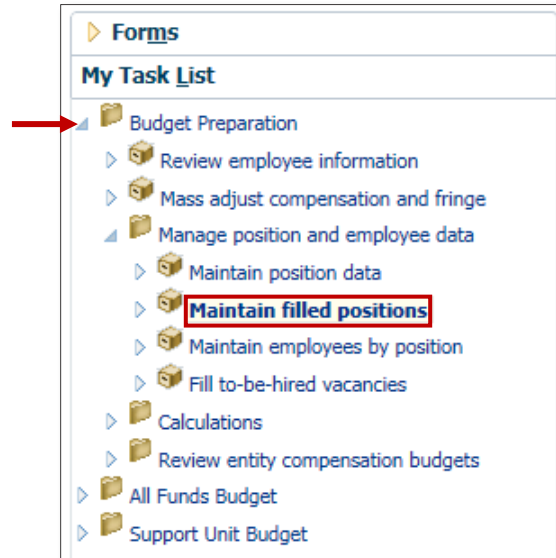 Forms
My Task List
Budget Preparation
Review employee information
Mass adjust compensation and fringe
Manage position and employee data
Maintain position data
Maintain filled positions
Maintain employees by position
Fill to-be-hired vacancies
Calculations
Review entity compensation budgets
All Funds Budget
Support Unit Budget